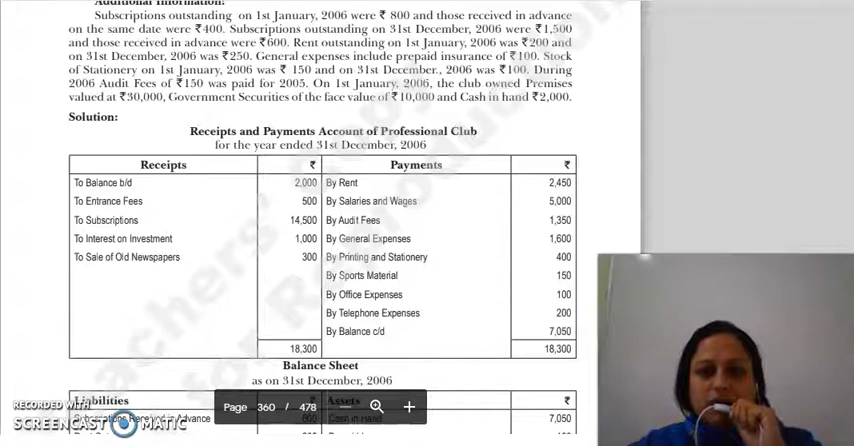 Additional Information:
Subscriptions outstanding on 1st January, 2006 were ₹ 800 and those received in advance
on the same date were ₹400. Subscriptions outstanding on 31st December, 2006 were ₹1,500
and those received in advance were ₹600. Rent outstanding on 1st January, 2006 was ₹200 and
on 31st December, 2006 was ₹250. General expenses include prepaid insurance of ₹100. Stock
of Stationery on 1st January, 2006 was ₹ 150 and on 31st December., 2006 was ₹100. During
2006 Audit Fees of ₹150 was paid for 2005. On 1st January, 2006, the club owned Premises
valued at ₹30,000, Government Securities of the face value of ₹10,000 and Cash in hand ₹2,000.
Solution:
Receipts and Payments Account of Professional Club
for the year ended 31st December, 2006
Receipts ₹ Payments ₹
To Balance b/d 2,000 By Rent 2,450
To Entrance Fees 500 By Salaries and Wages 5,000
To Subscriptions 14,500 By Audit Fees 1,350
To Interest on Investment 1,000 By General Expenses 1,600
To Sale of Old Newspapers 300 By Printing and Stationery 400
By Sports Material 150
By Office Expenses 100
By Telephone Expenses 200
By Balance c/d 7,050
18,300 18,300
Balance Sheet
as on 31st December, 2006
Liabilities ₹ Assets ₹
Subscriptions Received in Advance 600 Cash in Hand 7,050
Page 360 / 478
RECORDED WITH
SCREENCAST MATIC